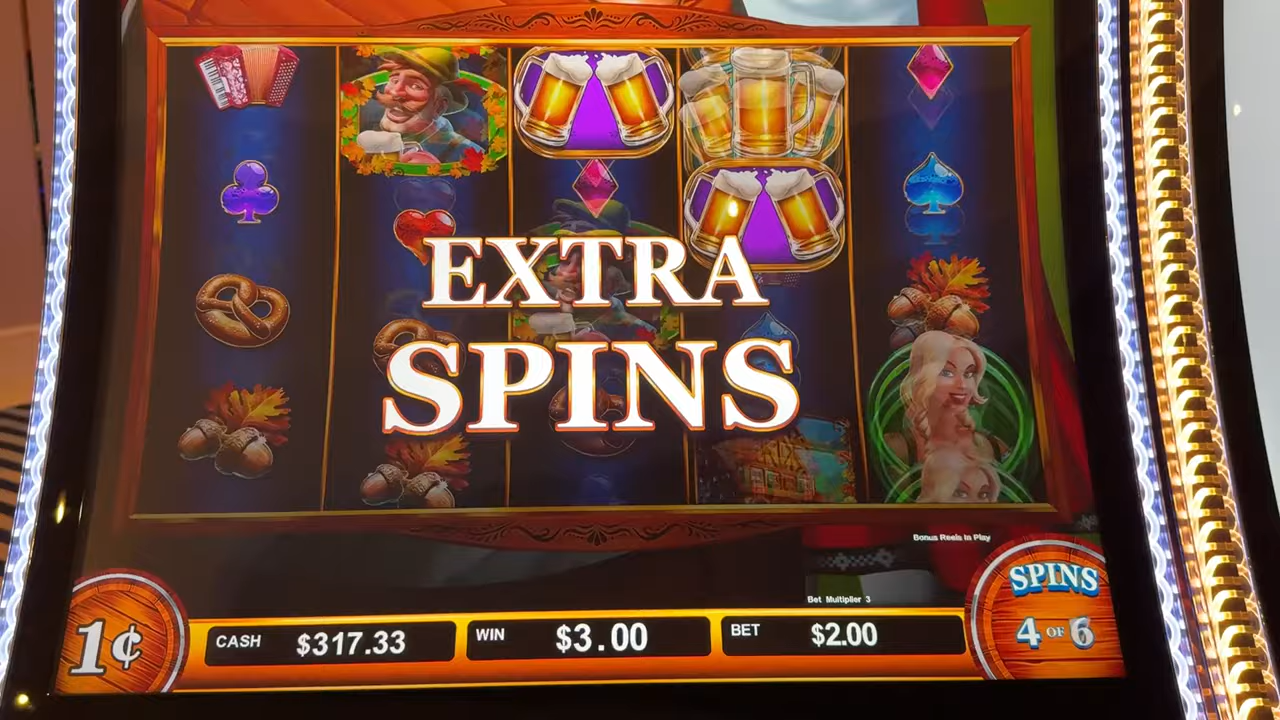 EXTRA
SPINS
Bonus Reels In Play
Bet Multiplier 3
SPINS
4 OF 6
1¢
CASH $317.33
WIN $3.00
BET $2.00